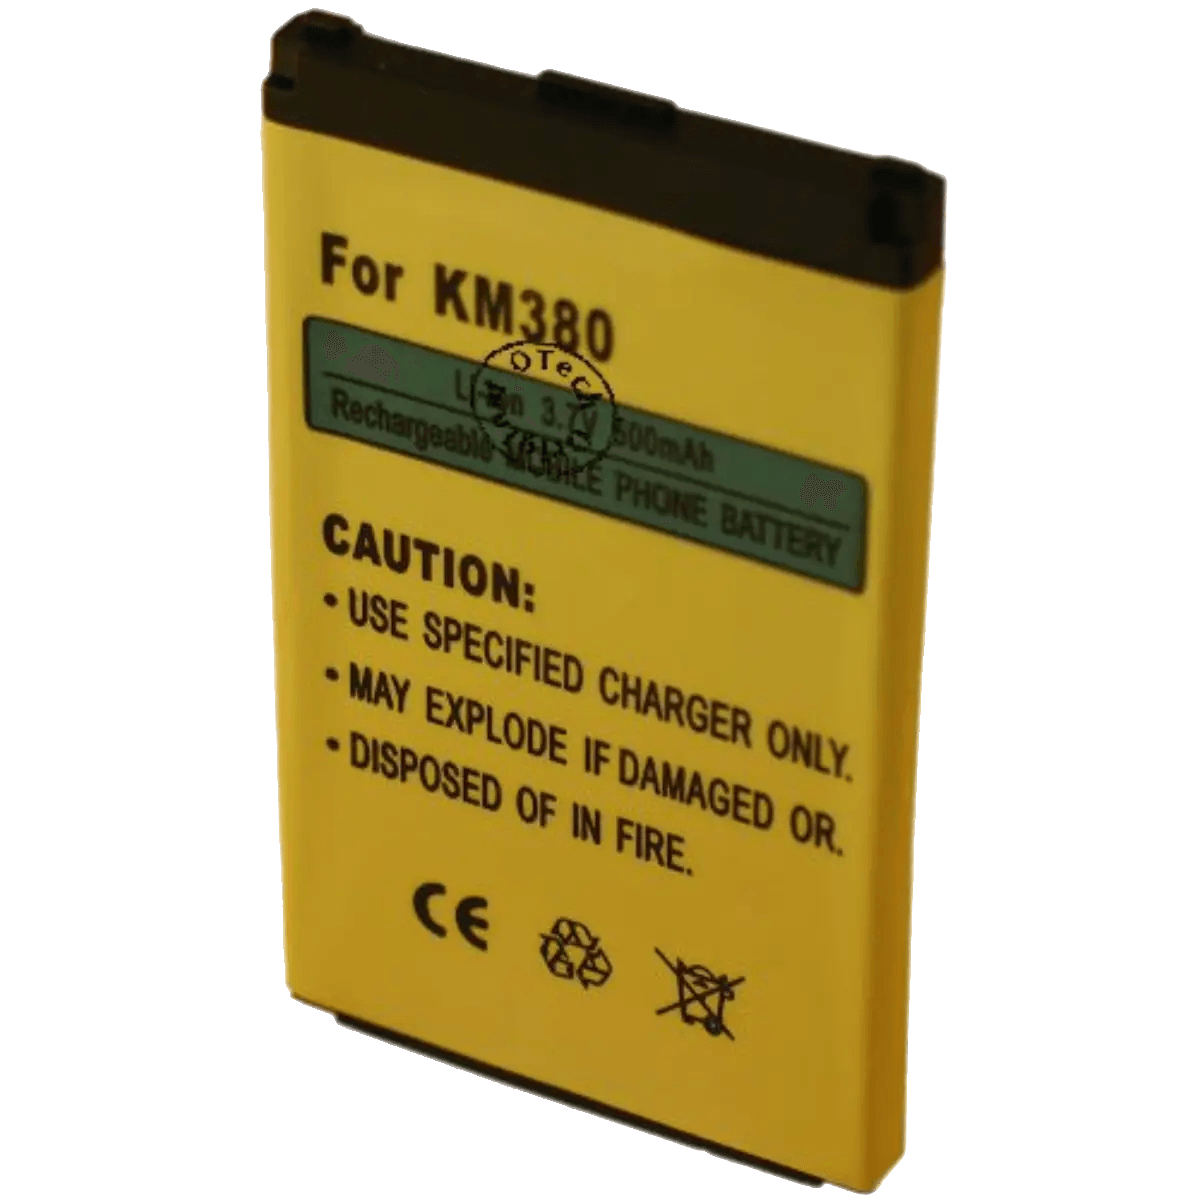 For KM380
OTech
Li-ion 3.7V 500mAh
Rechargeable MOBILE PHONE BATTERY
CAUTION:
• USE SPECIFIED CHARGER ONLY.
• MAY EXPLODE IF DAMAGED OR.
• DISPOSED OF IN FIRE.
CE